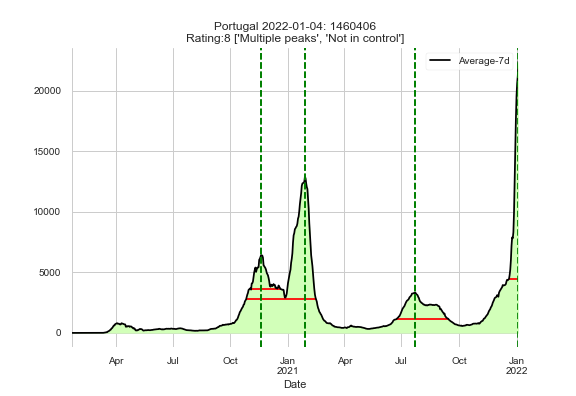 Portugal 2022-01-04: 1460406
Rating:8 ['Multiple peaks', 'Not in control']
Average-7d
20000
15000
10000
5000
0
Apr
Jul
Oct
Jan
2021
Apr
Jul
Oct
Jan
2022
Date